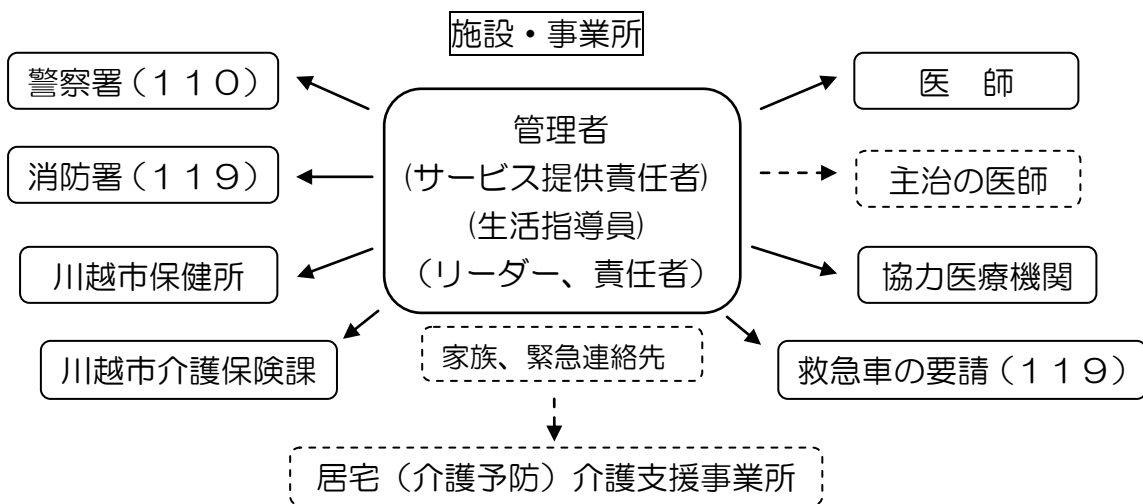 施設・事業所
警察署(110)
医 師
管理者
(サービス提供責任者)
(生活指導員)
(リーダー、責任者)
消防署(119)
主治の医師
川越市保健所
協力医療機関
川越市介護保険課
家族、緊急連絡先
救急車の要請(119)
居宅(介護予防)介護支援事業所